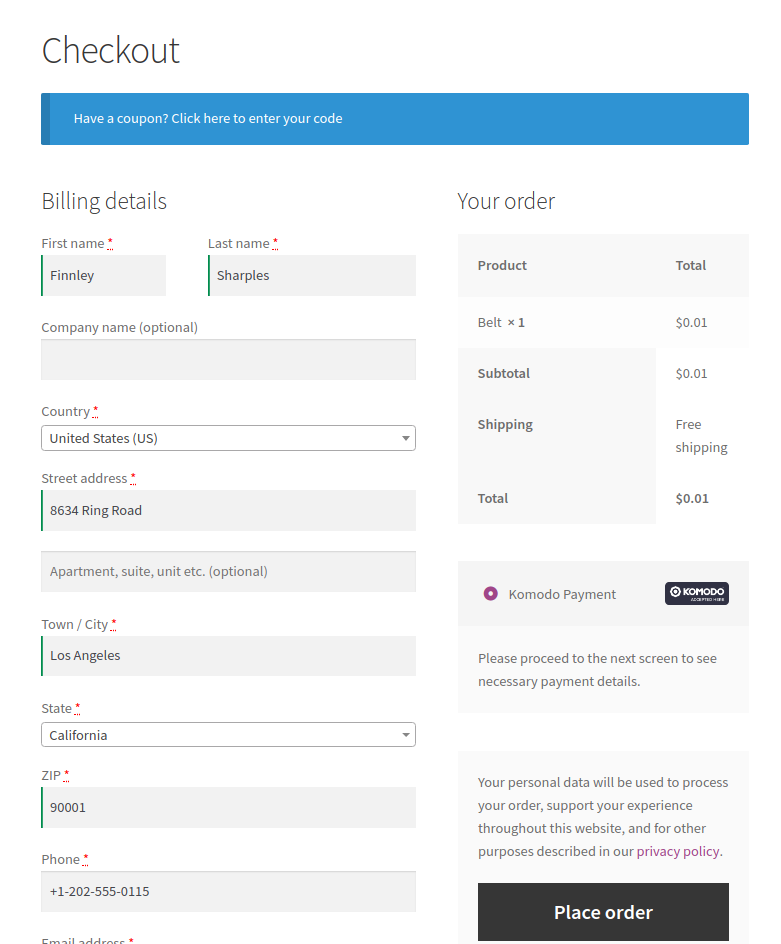 Checkout
Have a coupon? Click here to enter your code
Billing details
First name *
Last name *
Finnley
Sharples
Company name (optional)
Country *
United States (US)
Street address *
8634 Ring Road
Apartment, suite, unit etc. (optional)
Town / City *
Los Angeles
State *
California
ZIP *
90001
Phone *
+1-202-555-0115
Email address *
Your order
Product Total
Belt × 1 $0.01
Subtotal $0.01
Shipping Free
shipping
Total $0.01
Komodo Payment
KOMODO
ACCEPTED HERE
Please proceed to the next screen to see
necessary payment details.
Your personal data will be used to process
your order, support your experience
throughout this website, and for other
purposes described in our privacy policy.
Place order